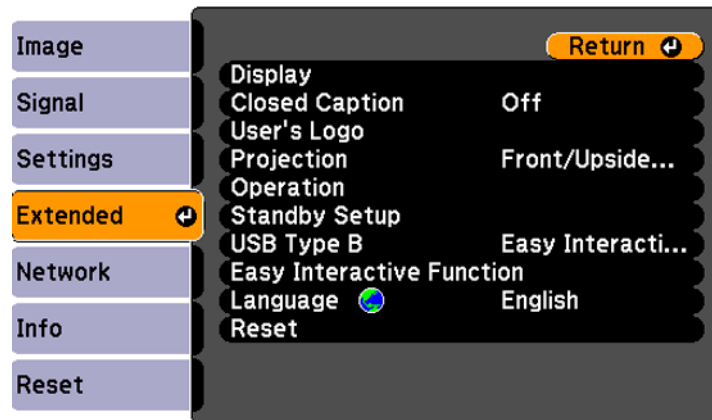 Image
Signal
Settings
Extended
Network
Info
Reset
Return
Display
Closed Caption Off
User's Logo
Projection Front/Upside...
Operation
Standby Setup
USB Type B Easy Interacti...
Easy Interactive Function
Language English
Reset